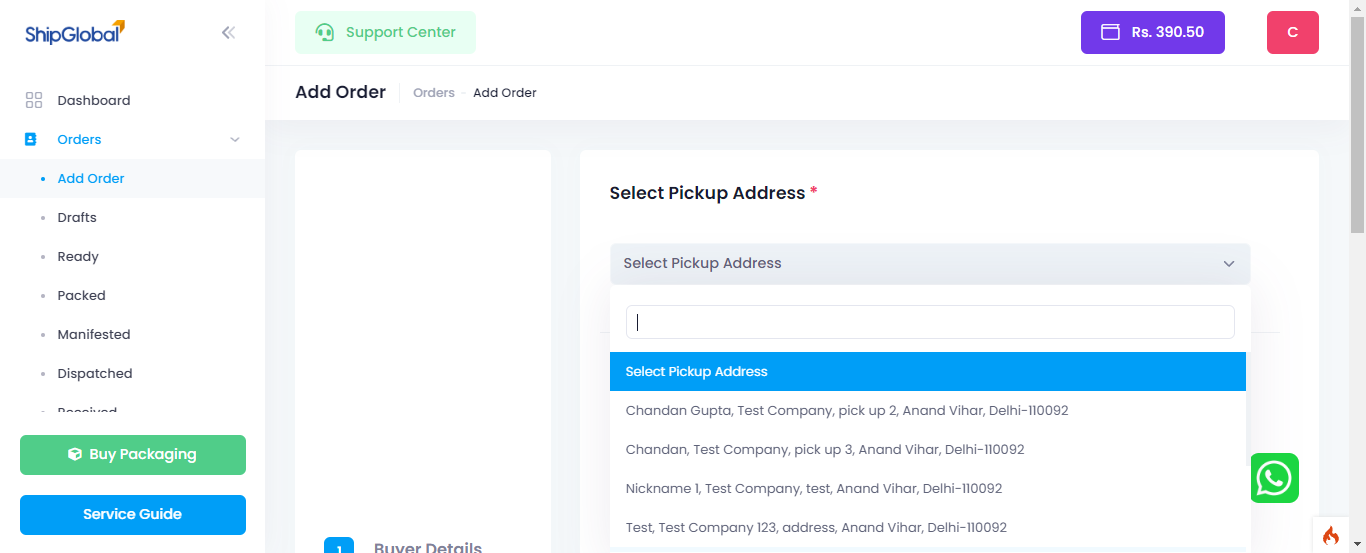 ShipGlobal
Support Center
Rs. 390.50
C
Dashboard
Orders
Add Order
Drafts
Ready
Packed
Manifested
Dispatched
Received
Buy Packaging
Service Guide
Add Order
Orders - Add Order
Select Pickup Address *
Select Pickup Address
Select Pickup Address
Chandan Gupta, Test Company, pick up 2, Anand Vihar, Delhi-110092
Chandan, Test Company, pick up 3, Anand Vihar, Delhi-110092
Nickname 1, Test Company, test, Anand Vihar, Delhi-110092
Test, Test Company 123, address, Anand Vihar, Delhi-110092
1 Buyer Details